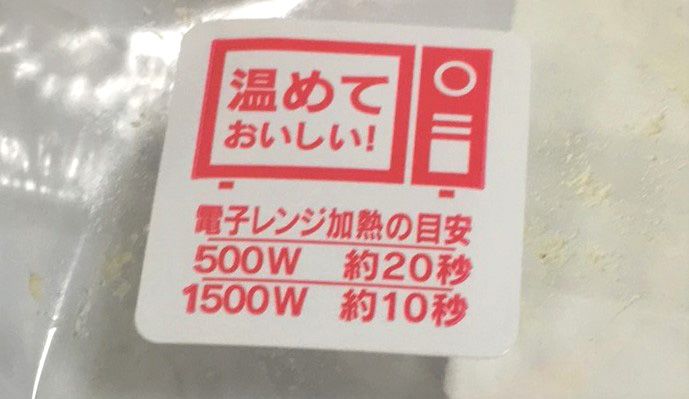 温めて
おいしい!
電子レンジ加熱の目安
500W 約20秒
1500W 約10秒